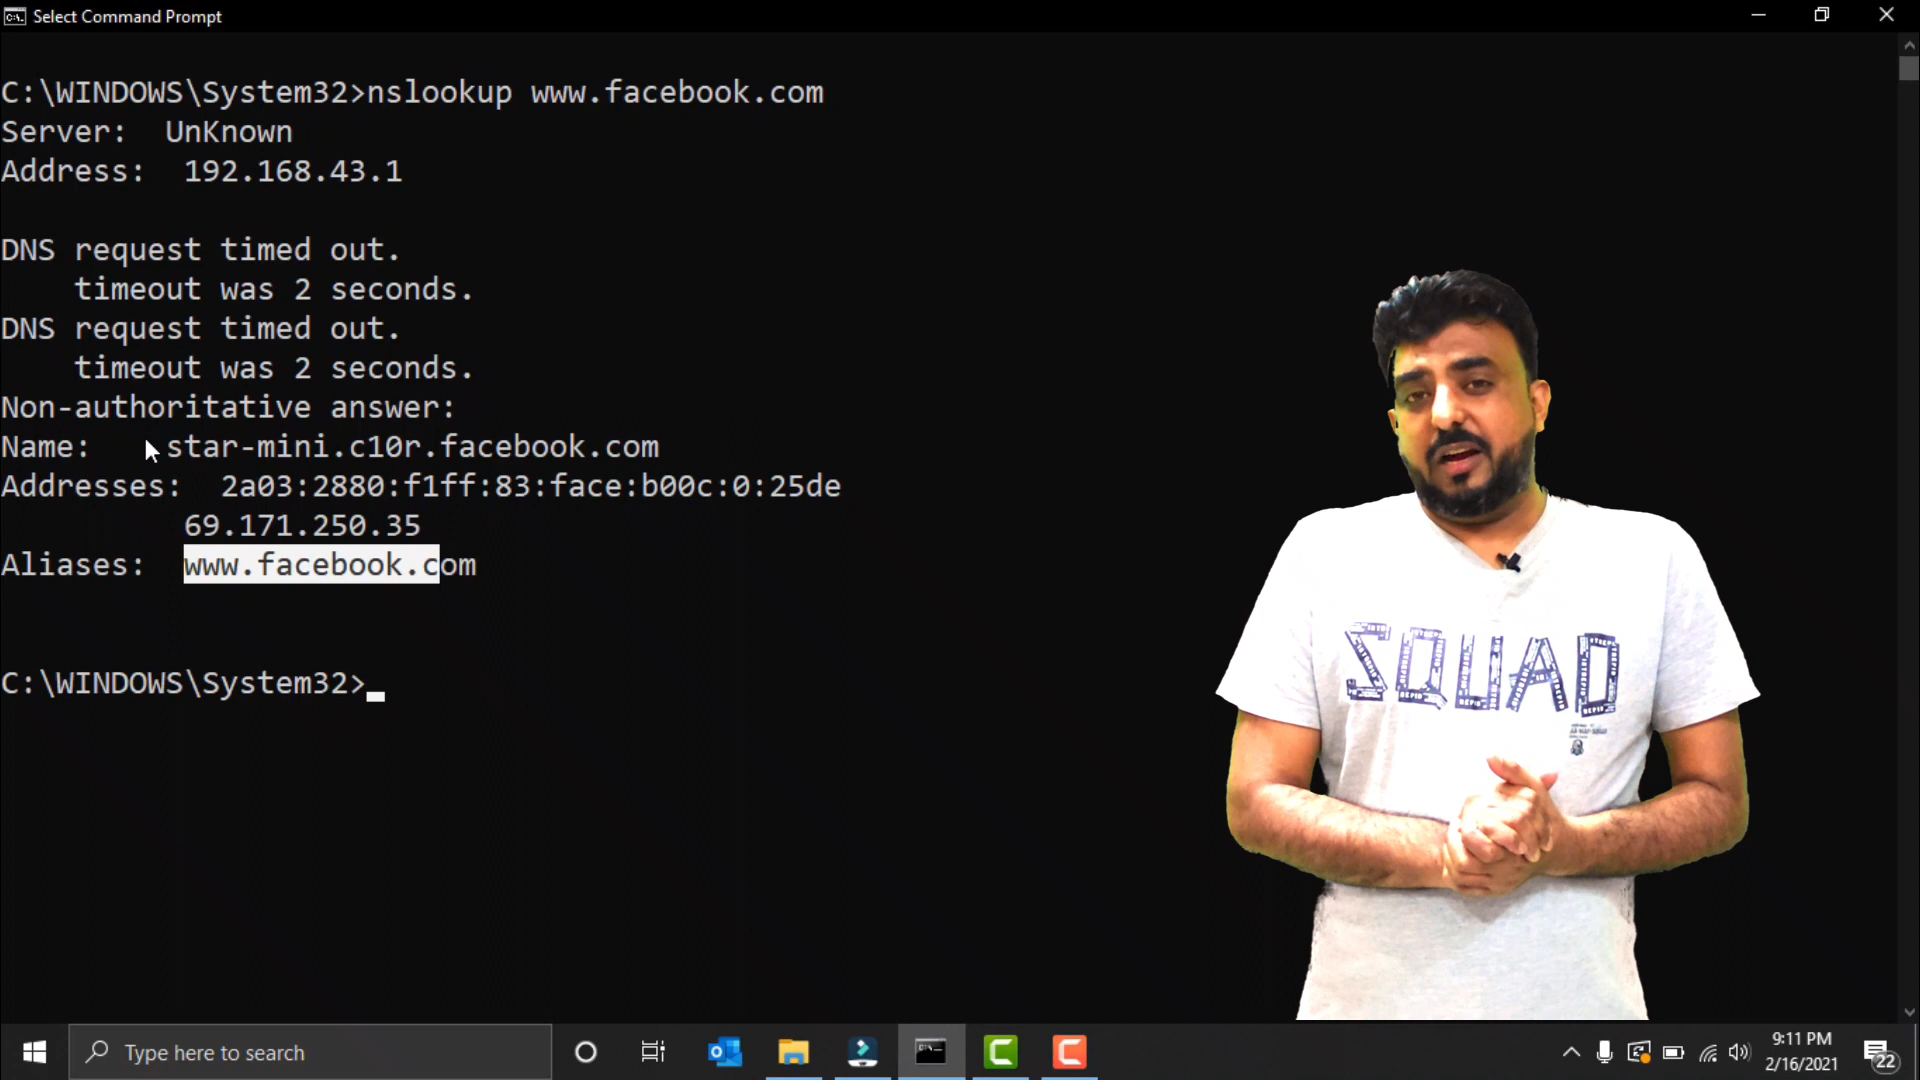 Select Command Prompt
C:\WINDOWS\System32>nslookup www.facebook.com
Server:  UnKnown
Address:  192.168.43.1
DNS request timed out.
    timeout was 2 seconds.
DNS request timed out.
    timeout was 2 seconds.
Non-authoritative answer:
Name:    star-mini.c10r.facebook.com
Addresses:  2a03:2880:f1ff:83:face:b00c:0:25de
          69.171.250.35
Aliases:  www.facebook.com
C:\WINDOWS\System32>
SQUAD
Type here to search
9:11 PM
2/16/2021
22